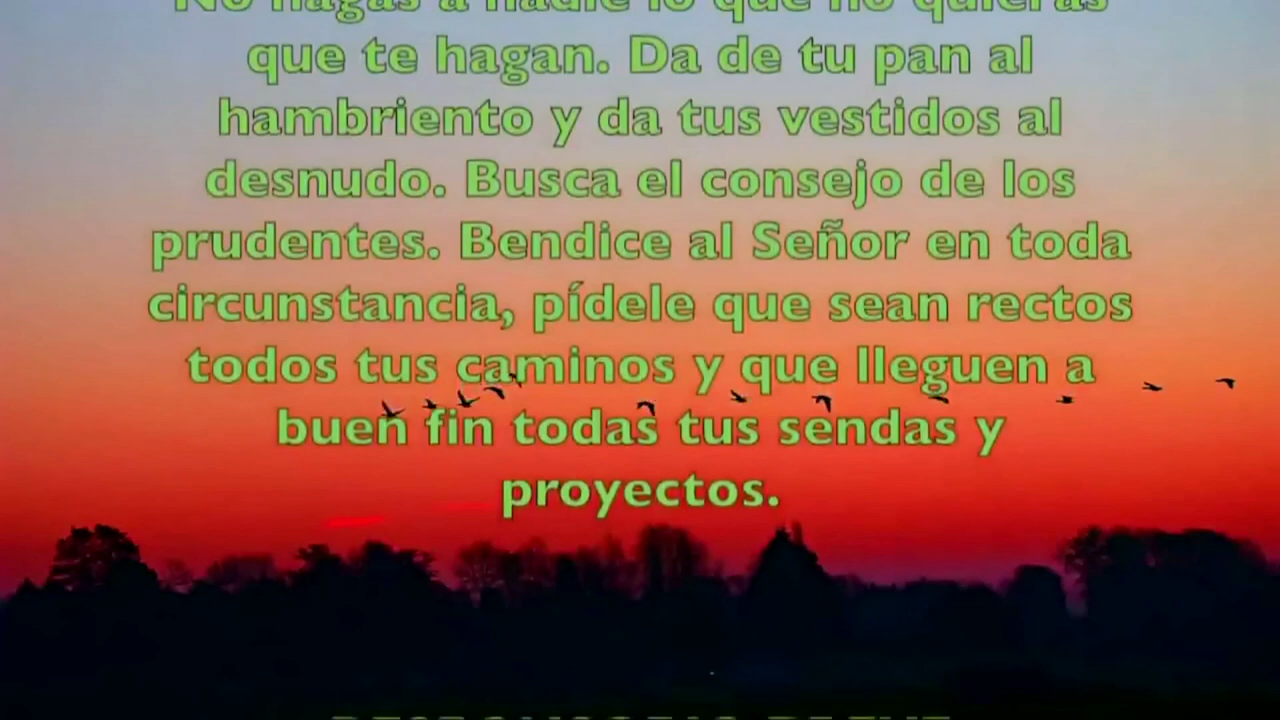 No hagas a nadie lo que no quieras
que te hagan. Da de tu pan al
hambriento y da tus vestidos al
desnudo. Busca el consejo de los
prudentes. Bendice al Señor en toda
circunstancia, pídele que sean rectos
todos tus caminos y que lleguen a
buen fin todas tus sendas y
proyectos.
RESPONSORIO BREVE